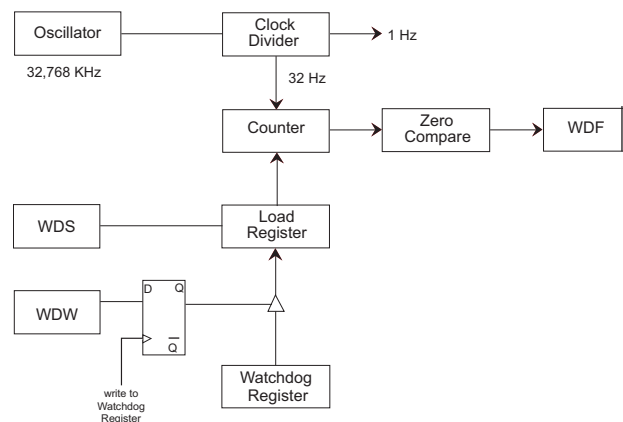 Oscillator
Clock
Divider
1 Hz
32,768 KHz
32 Hz
Counter
Zero
Compare
WDF
WDS
Load
Register
D Q
WDW
Q
Watchdog
Register
write to
Watchdog
Register